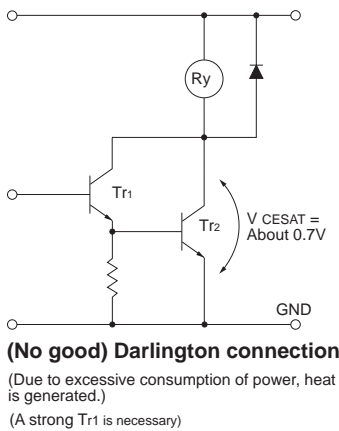 Ry
Tr1
Tr2
V CESAT =
About 0.7V
GND
(No good) Darlington connection
(Due to excessive consumption of power, heat
is generated.)
(A strong Tr1 is necessary)